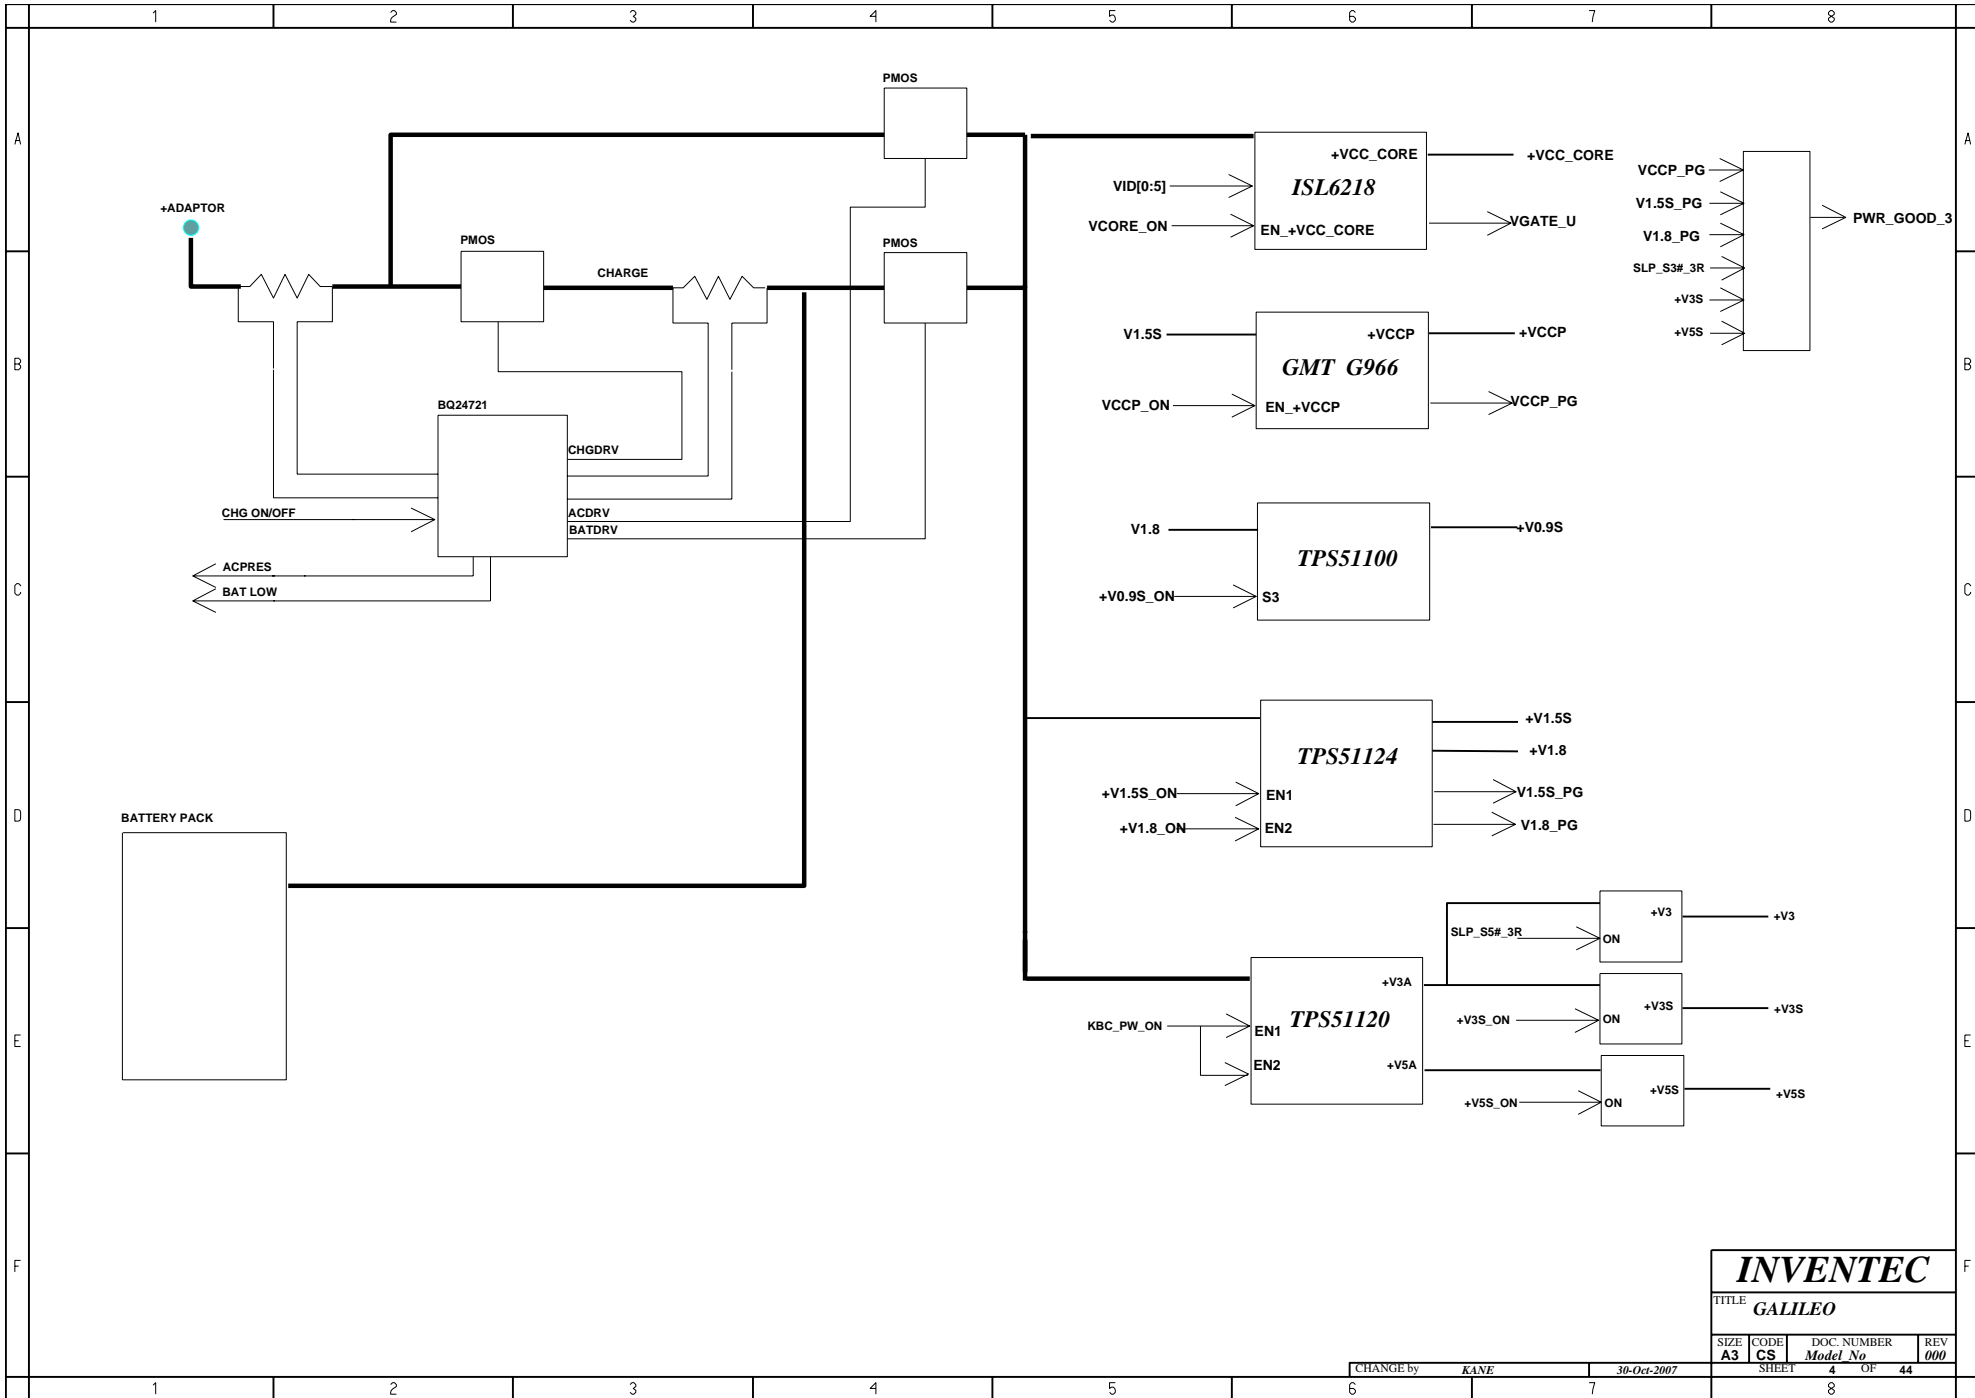 1 2 3 4 5 6 7 8
A
B
C
D
E
F
A
B
C
D
E
F
+ADAPTOR
PMOS
PMOS
PMOS
CHARGE
BQ24721
CHGDRV
ACDRV
BATDRV
CHG ON/OFF
ACPRES
BAT LOW
BATTERY PACK
+VCC_CORE
+VCC_CORE
VID[0:5]
ISL6218
VCORE_ON
EN_+VCC_CORE
VGATE_U
V1.5S
+VCCP
+VCCP
GMT G966
VCCP_ON
EN_+VCCP
VCCP_PG
V1.8
+V0.9S
TPS51100
+V0.9S_ON
S3
+V1.5S
+V1.8
TPS51124
+V1.5S_ON
EN1
V1.5S_PG
+V1.8_ON
EN2
V1.8_PG
+V3A
TPS51120
KBC_PW_ON
EN1
EN2
+V5A
+V3
+V3
SLP_S5#_3R
ON
+V3S
+V3S
+V3S_ON
ON
+V5S
+V5S
+V5S_ON
ON
VCCP_PG
V1.5S_PG
V1.8_PG
SLP_S3#_3R
+V3S
+V5S
PWR_GOOD_3
INVENTEC
TITLE
GALILEO
SIZE CODE DOC. NUMBER REV
A3 CS Model_No 000
CHANGE by KANE 30-Oct-2007 SHEET 4 OF 44
1 2 3 4 5 6 7 8